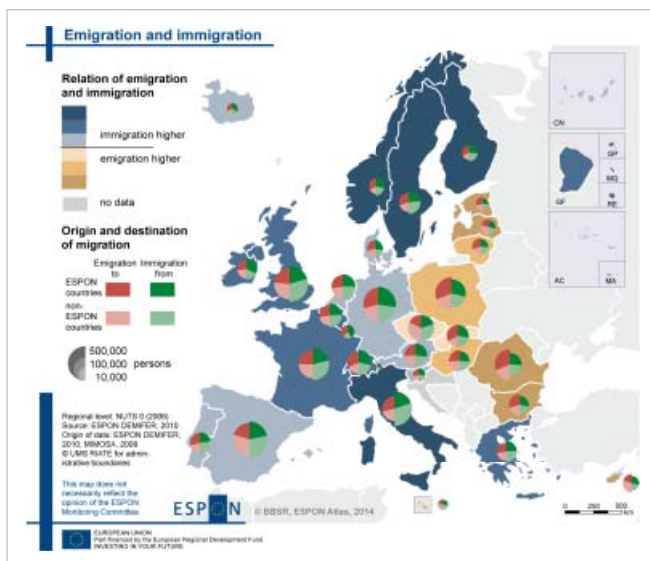 Emigration and immigration
Relation of emigration
and immigration
immigration higher
emigration higher
no data
Origin and destination
of migration
Emigration
to
Immigration
from
ESPON
countries
non-
ESPON
countries
500,000
100,000 persons
10,000
Regional level: NUTS 0 (2006)
Source: ESPON DEMIFER, 2010
Origin of data: ESPON DEMIFER,
2010; MIMOSA, 2009
© UMS RIATE for admin-
istrative boundaries
This map does not
necessarily reflect the
opinion of the ESPON
Monitoring Committee
ESPON
© BBSR, ESPON Atlas, 2014
EUROPEAN UNION
Part-financed by the European Regional Development Fund
INVESTING IN YOUR FUTURE
CN
GP
MQ
GF
RE
AC
MA
0 250 500
km